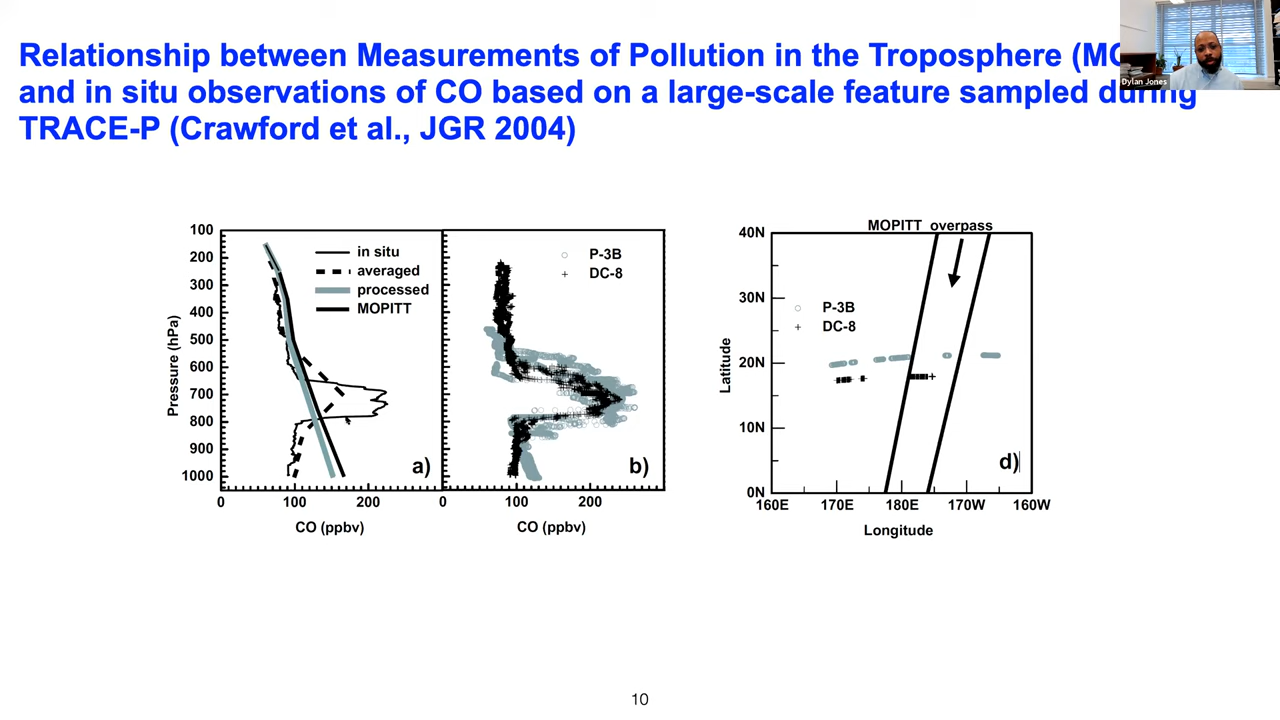 Relationship between Measurements of Pollution in the Troposphere
and in situ observations of CO based on a large-scale feature sampled during
TRACE-P (Crawford et al., JGR 2004)
Dylan Jones
100
200
300
400
500
600
700
800
900
1000
Pressure (hPa)
in situ
averaged
processed
MOPITT
a)
0
100
200
CO (ppbv)
P-3B
DC-8
b)
0
100
200
CO (ppbv)
MOPITT overpass
40N
30N
20N
10N
0N
Latitude
P-3B
DC-8
d)
160E
170E
180E
170W
160W
Longitude
10